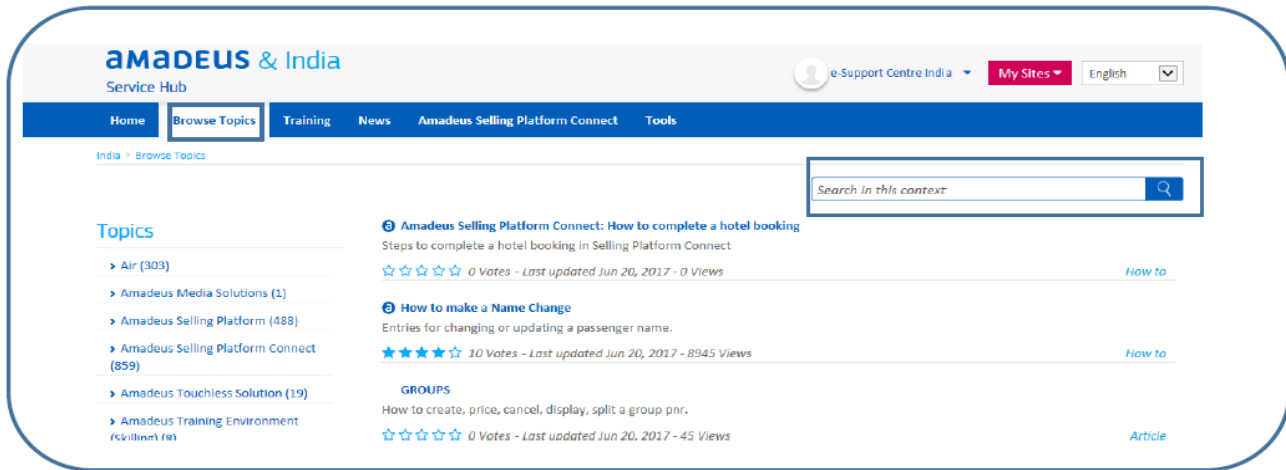 aMaDEUS & India
Service Hub
e-Support Centre India
My Sites
English
Home Browse Topics Training News Amadeus Selling Platform Connect Tools
India > Browse Topics
Search in this context
Topics
> Air (303)
> Amadeus Media Solutions (1)
> Amadeus Selling Platform (488)
> Amadeus Selling Platform Connect
(859)
> Amadeus Touchless Solution (19)
> Amadeus Training Environment
(Skilling) (8)
a Amadeus Selling Platform Connect: How to complete a hotel booking
Steps to complete a hotel booking in Selling Platform Connect
0 Votes - Last updated Jun 20, 2017 - 0 Views
How to
a How to make a Name Change
Entries for changing or updating a passenger name.
10 Votes - Last updated Jun 20, 2017 - 8945 Views
How to
GROUPS
How to create, price, cancel, display, split a group pnr.
0 Votes - Last updated Jun 20, 2017 - 45 Views
Article